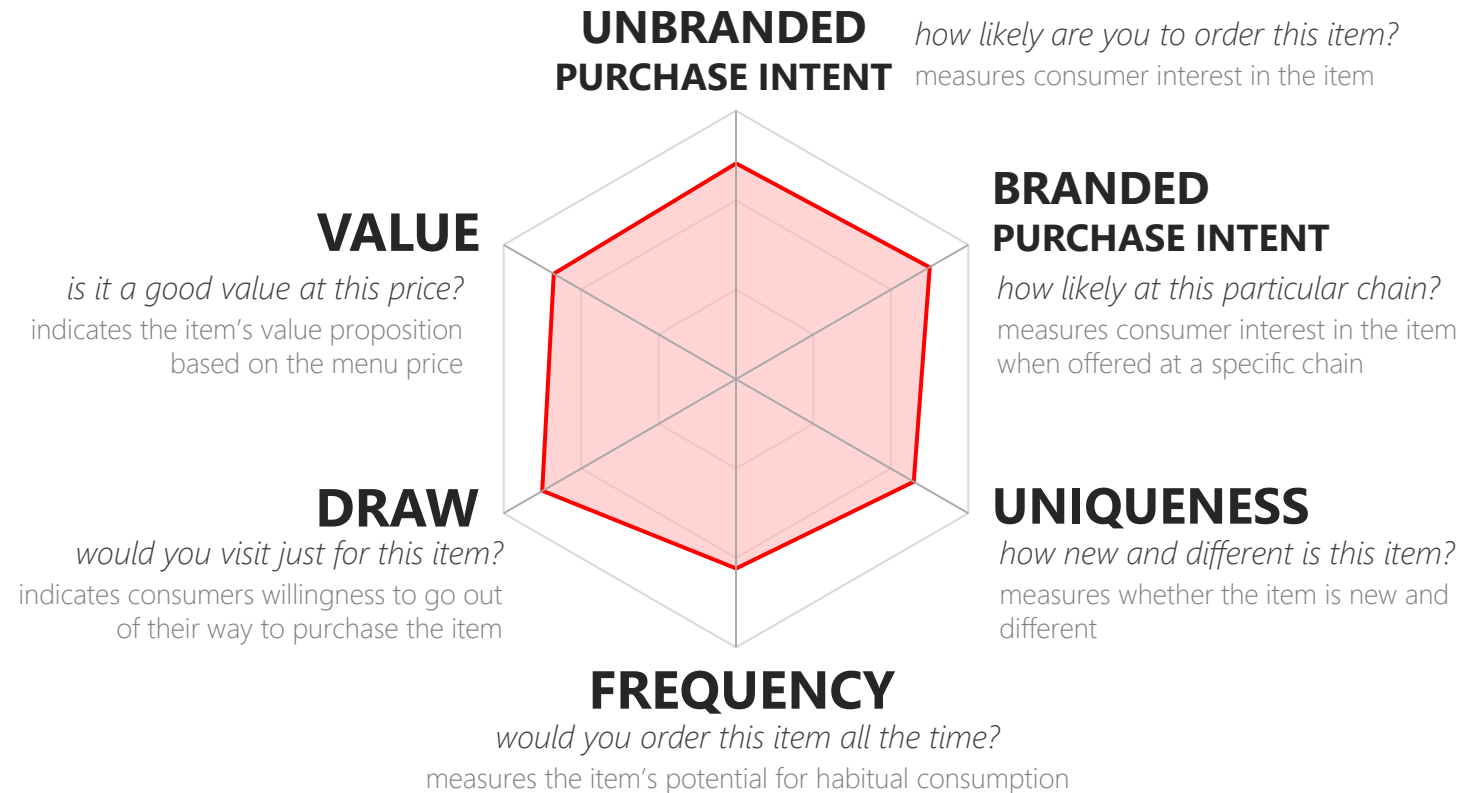 UNBRANDED
PURCHASE INTENT
how likely are you to order this item?
measures consumer interest in the item
BRANDED
PURCHASE INTENT
how likely at this particular chain?
measures consumer interest in the item
when offered at a specific chain
VALUE
is it a good value at this price?
indicates the item’s value proposition
based on the menu price
DRAW
would you visit just for this item?
indicates consumers willingness to go out
of their way to purchase the item
UNIQUENESS
how new and different is this item?
measures whether the item is new and
different
FREQUENCY
would you order this item all the time?
measures the item’s potential for habitual consumption